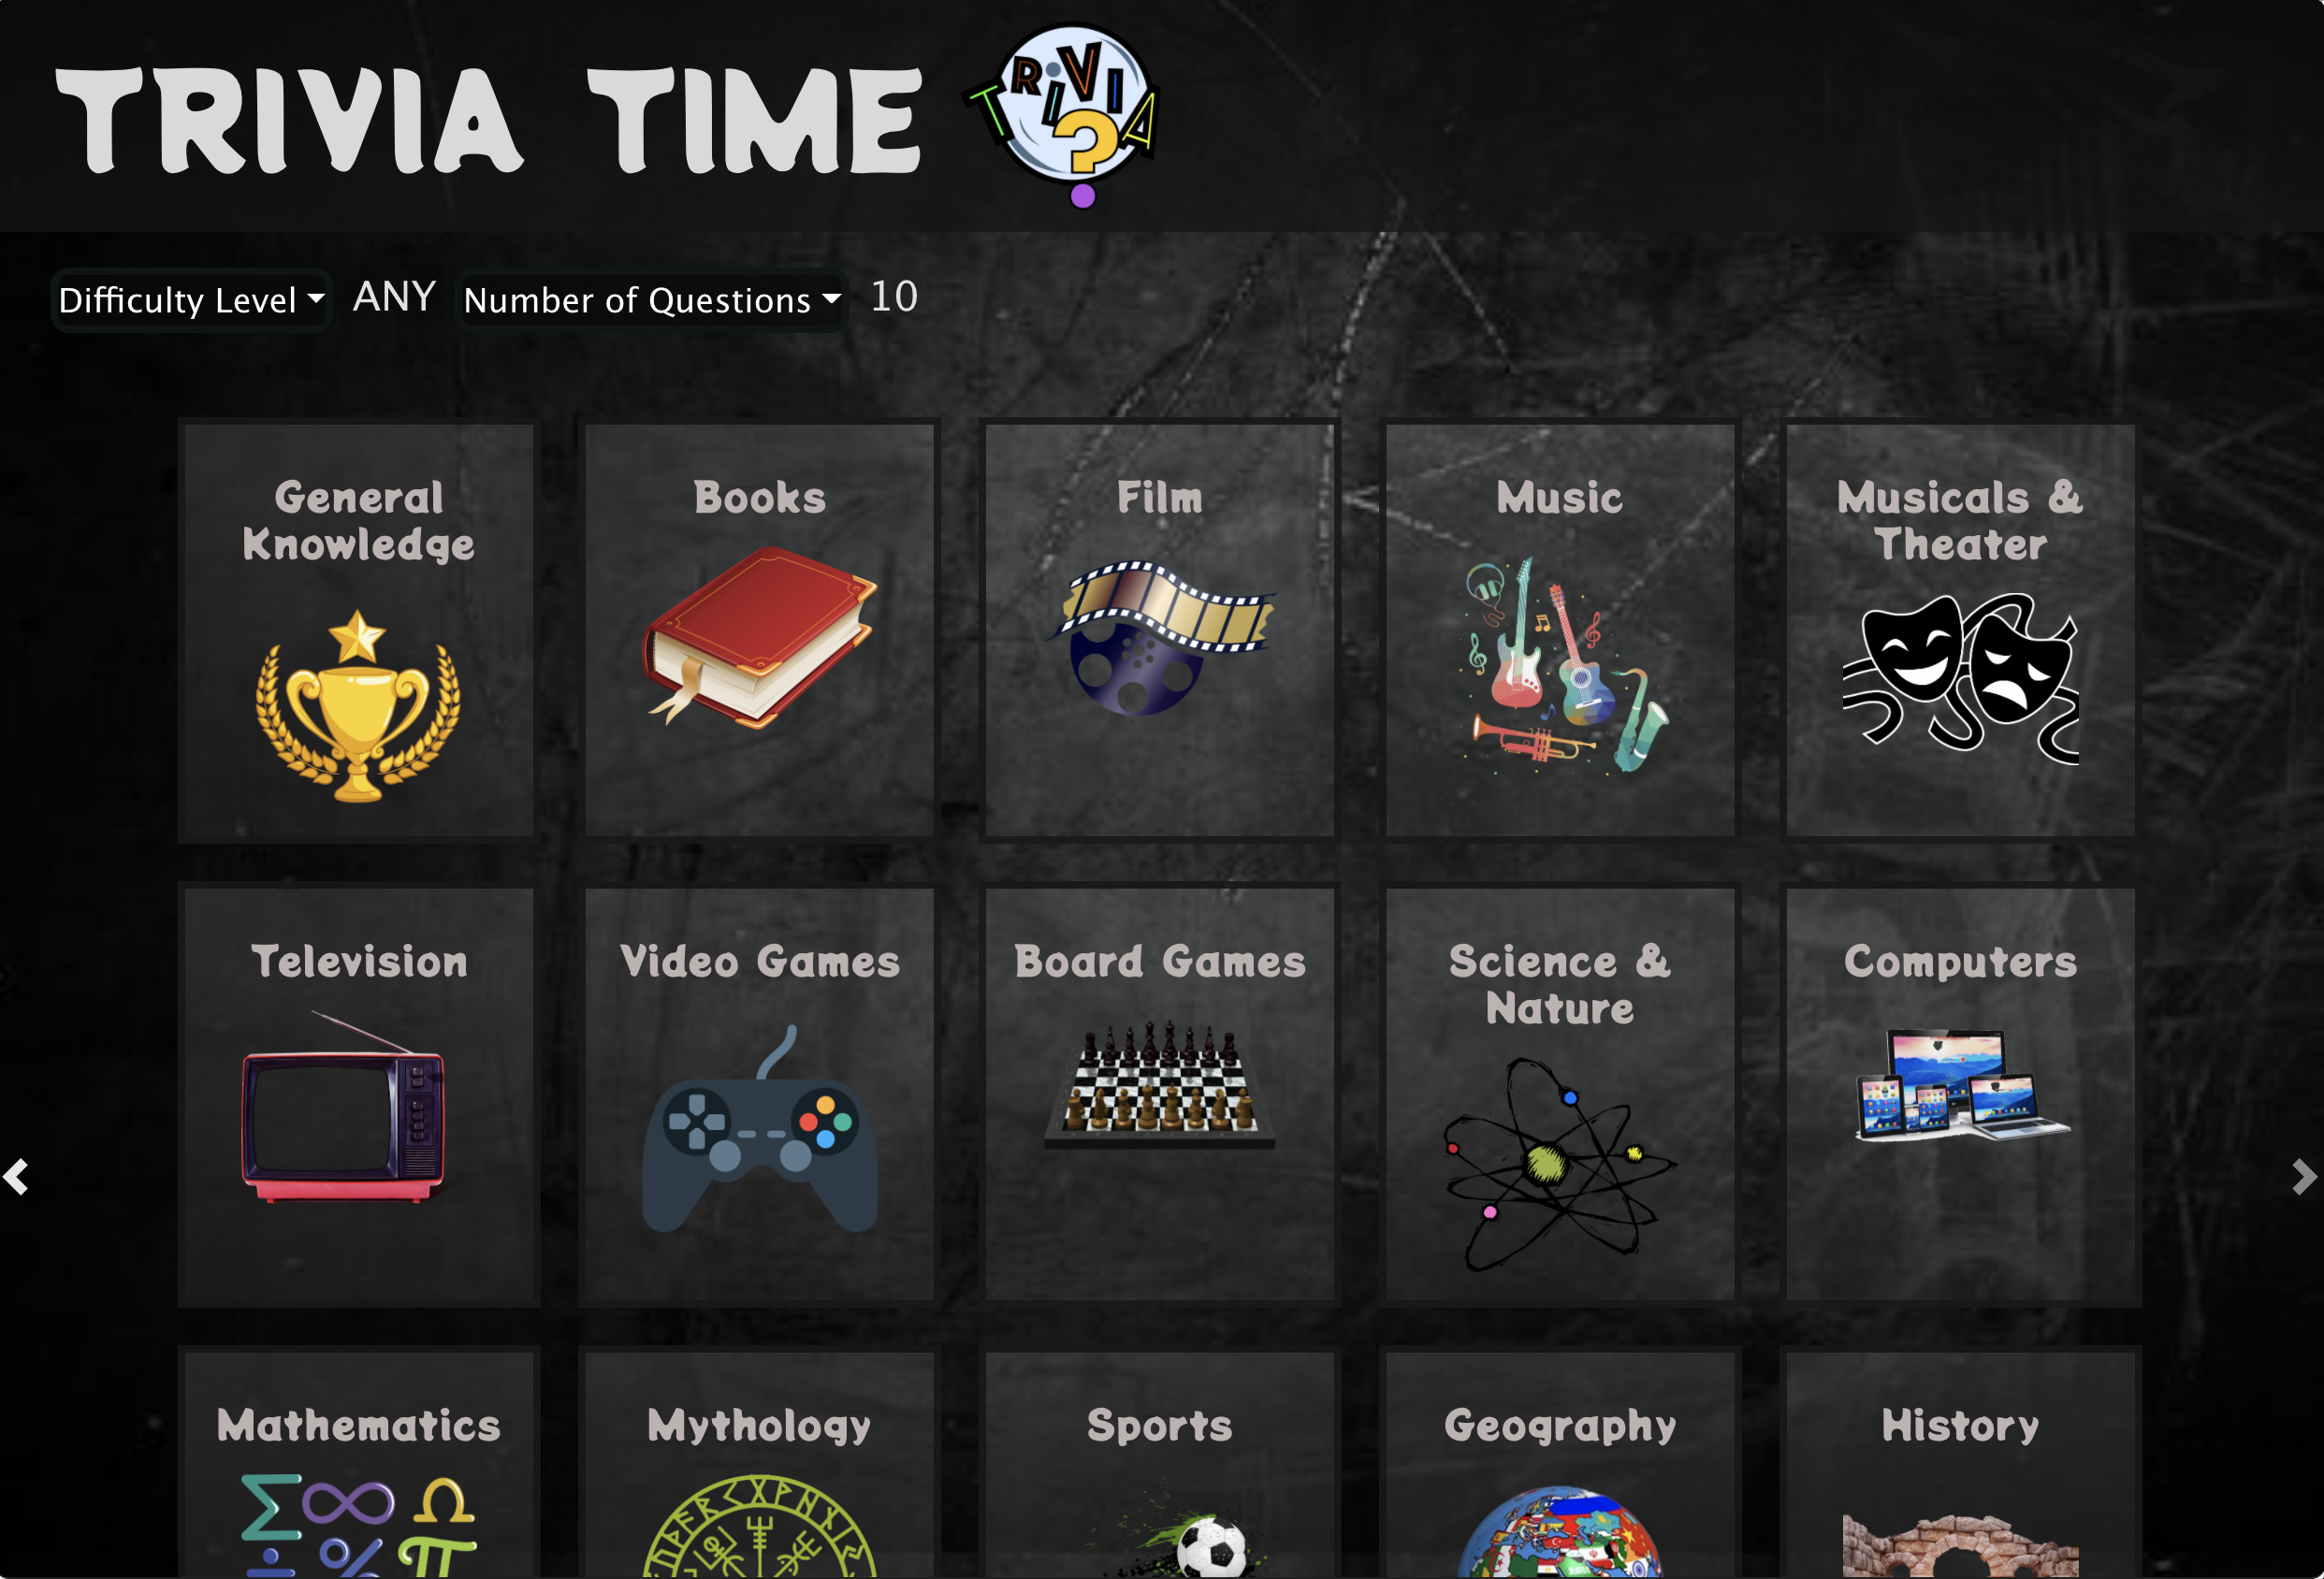 TRIVIA TIME
TRIVIA?
Difficulty Level ANY Number of Questions 10
General
Knowledge
Books
Film
Music
Musicals &
Theater
Television
Video Games
Board Games
Science &
Nature
Computers
Mathematics
Mythology
Sports
Geography
History
Σ ∞ Ω
÷ % π